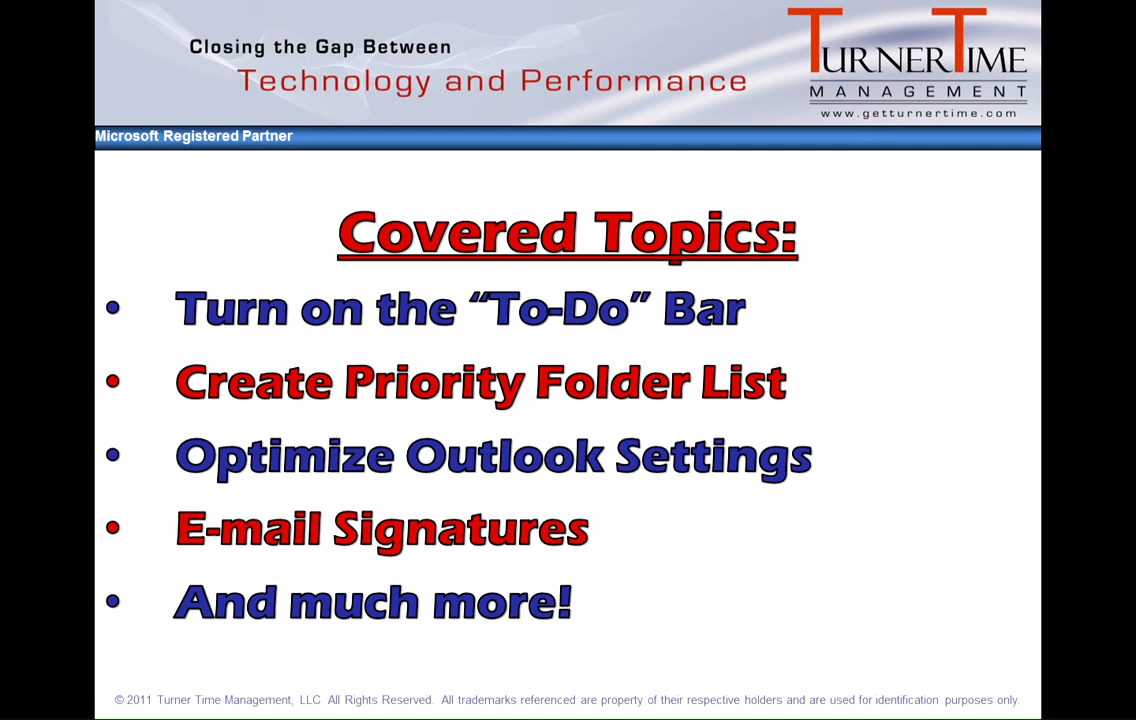 Closing the Gap Between
Technology and Performance
TURNERTIME
MANAGEMENT
www.getturnertime.com
Microsoft Registered Partner
Covered Topics:
• Turn on the “To-Do” Bar
• Create Priority Folder List
• Optimize Outlook Settings
• E-mail Signatures
• And much more!
© 2011 Turner Time Management, LLC All Rights Reserved. All trademarks referenced are property of their respective holders and are used for identification purposes only.